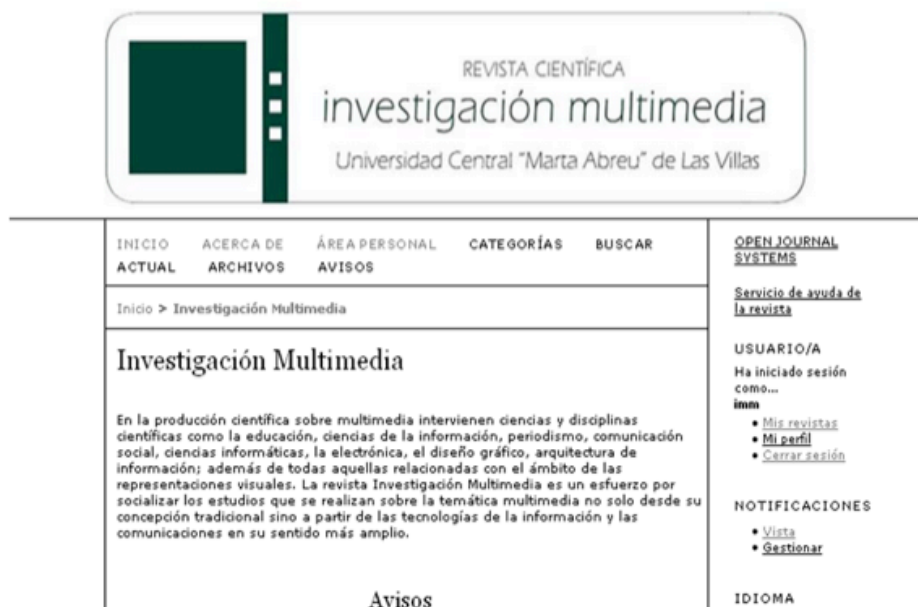 REVISTA CIENTÍFICA
investigación multimedia
Universidad Central "Marta Abreu" de Las Villas
INICIO ACERCA DE ÁREA PERSONAL CATEGORÍAS BUSCAR
ACTUAL ARCHIVOS AVISOS
Inicio > Investigación Multimedia
Investigación Multimedia
En la producción científica sobre multimedia intervienen ciencias y disciplinas
científicas como la educación, ciencias de la información, periodismo, comunicación
social, ciencias informáticas, la electrónica, el diseño gráfico, arquitectura de
información; además de todas aquellas relacionadas con el ámbito de las
representaciones visuales. La revista Investigación Multimedia es un esfuerzo por
socializar los estudios que se realizan sobre la temática multimedia no solo desde su
concepción tradicional sino a partir de las tecnologías de la información y las
comunicaciones en su sentido más amplio.
Avisos
OPEN JOURNAL
SYSTEMS
Servicio de ayuda de
la revista
USUARIO/A
Ha iniciado sesión
como...
imm
• Mis revistas
• Mi perfil
• Cerrar sesión
NOTIFICACIONES
• Vista
• Gestionar
IDIOMA